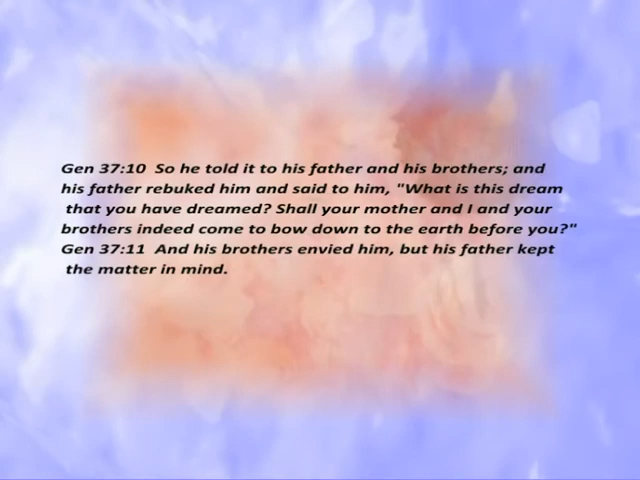 Gen 37:10  So he told it to his father and his brothers; and
his father rebuked him and said to him, "What is this dream
that you have dreamed? Shall your mother and I and your
brothers indeed come to bow down to the earth before you?"
Gen 37:11  And his brothers envied him, but his father kept
the matter in mind.